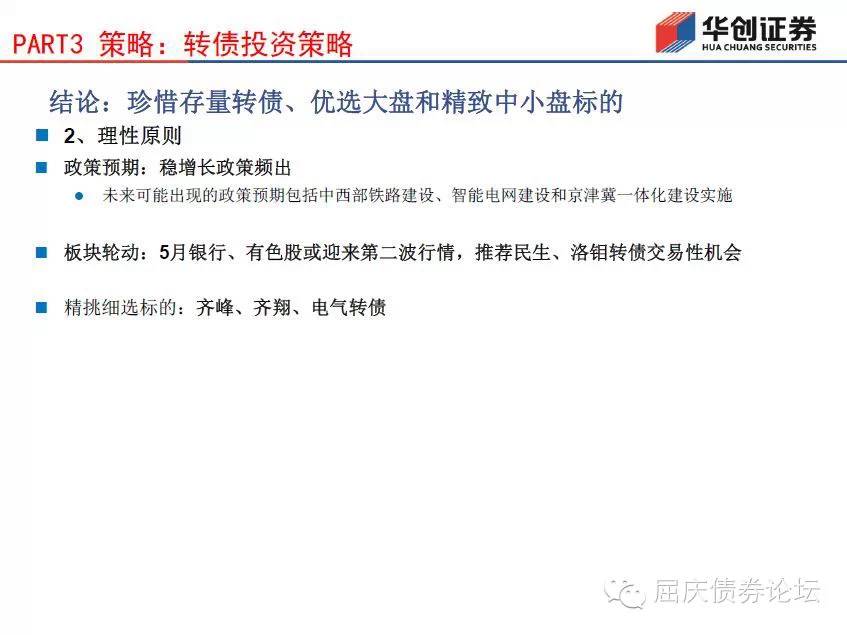 PART3 策略：转债投资策略
华创证券
HUA CHUANG SECURITIES
结论：珍惜存量转债、优选大盘和精致中小盘标的
2、理性原则
政策预期：稳增长政策频出
未来可能出现的政策预期包括中西部铁路建设、智能电网建设和京津冀一体化建设实施
板块轮动：5月银行、有色股或迎来第二波行情，推荐民生、洛钼转债交易性机会
精挑细选标的：齐峰、齐翔、电气转债
屈庆债券论坛